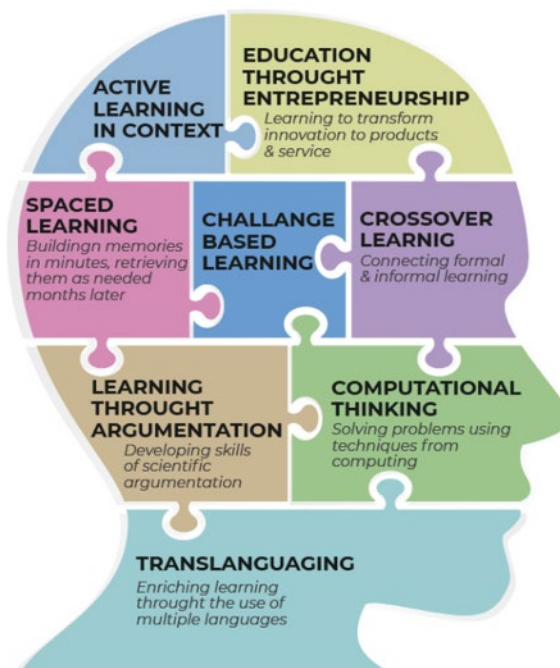 ACTIVE
LEARNING
IN CONTEXT
EDUCATION
THROUGHT
ENTREPRENEURSHIP
Learning to transform
innovation to products
& service
SPACED
LEARNING
Buildingn memories
in minutes, retrieving
them as needed
months later
CHALLANGE
BASED
LEARNING
CROSSOVER
LEARNIG
Connecting formal
& informal learning
LEARNING
THROUGHT
ARGUMENTATION
Developing skills
of scientific
argumentation
COMPUTATIONAL
THINKING
Solving problems using
techniques from
computing
TRANSLANGUAGING
Enriching learning
throught the use of
multiple languages